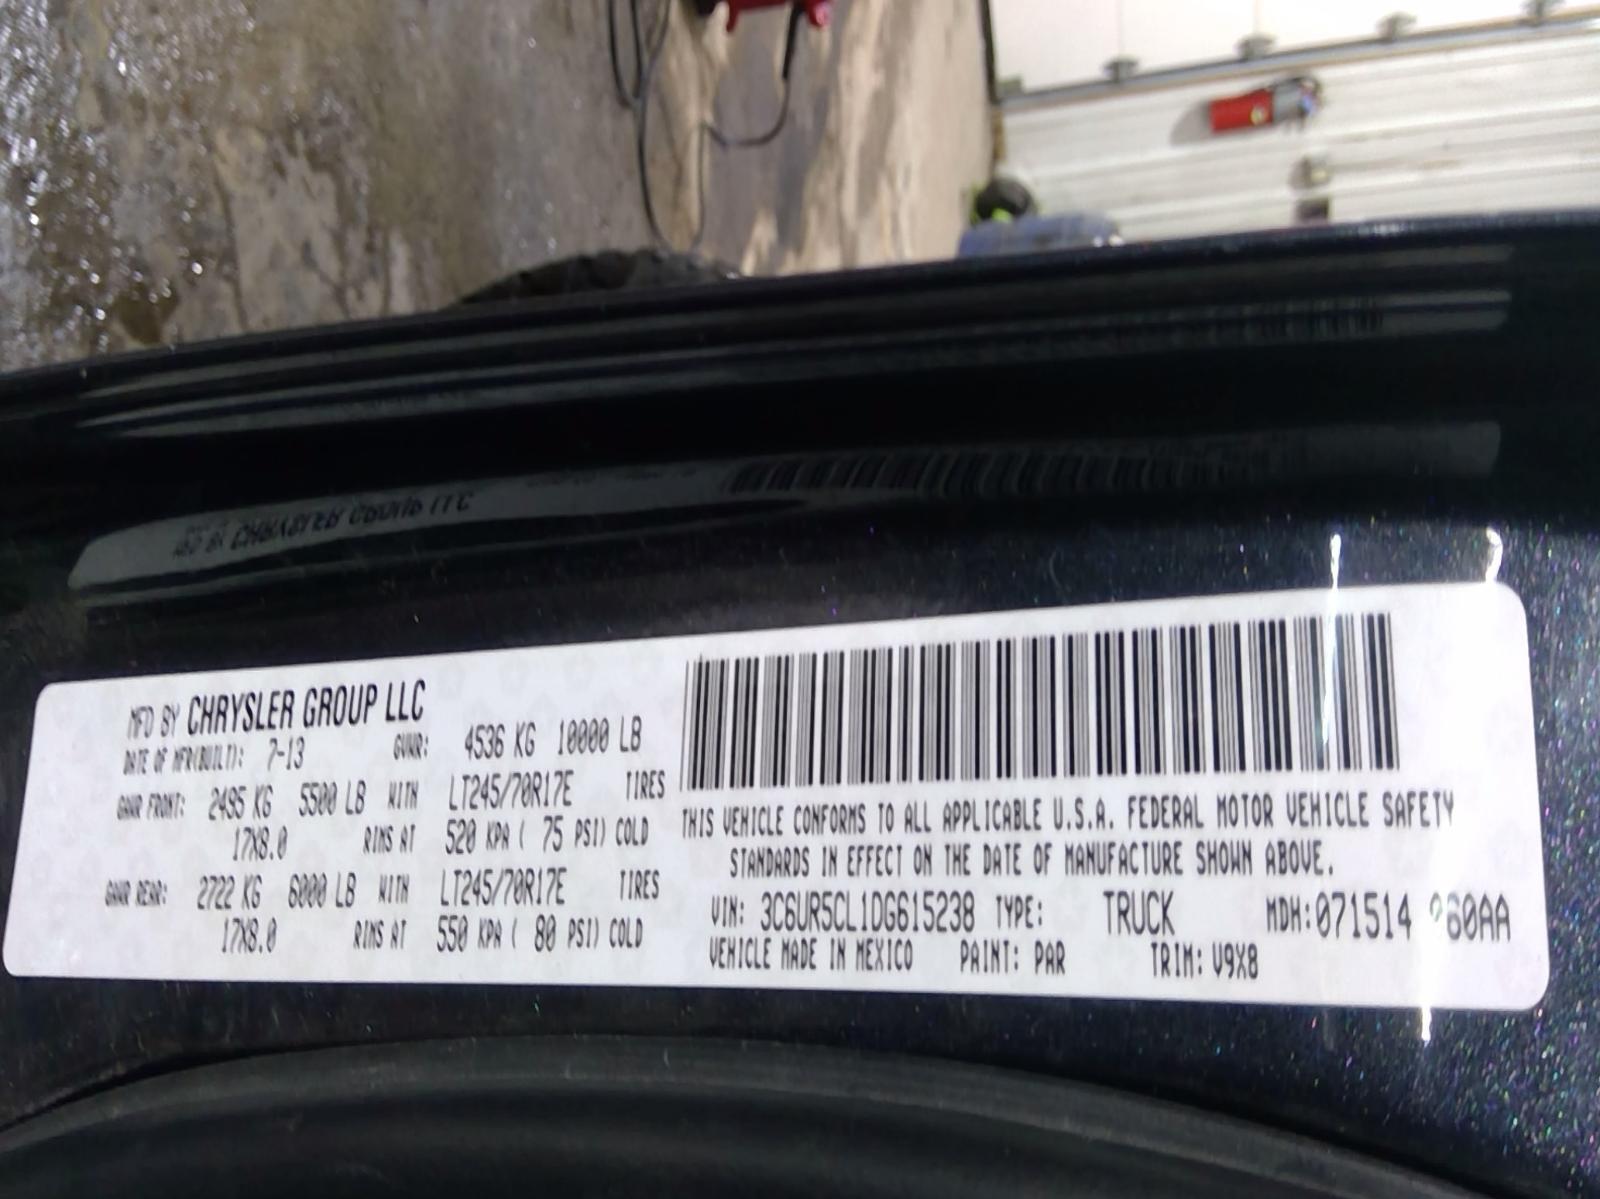 MFD BY CHRYSLER GROUP LLC
DATE OF MFR(BUILT): 7-13 GVWR: 4536 KG 10000 LB
GAWR FRONT: 2495 KG 5500 LB WITH LT245/70R17E TIRES
17X8.0 RIMS AT 520 KPA ( 75 PSI) COLD
GAWR REAR: 2722 KG 6000 LB WITH LT245/70R17E TIRES
17X8.0 RIMS AT 550 KPA ( 80 PSI) COLD
THIS VEHICLE CONFORMS TO ALL APPLICABLE U.S.A. FEDERAL MOTOR VEHICLE SAFETY
STANDARDS IN EFFECT ON THE DATE OF MANUFACTURE SHOWN ABOVE.
VIN: 3C6UR5CL1DG615238 TYPE: TRUCK MDH:071514
VEHICLE MADE IN MEXICO PAINT: PAR TRIM: V9X8